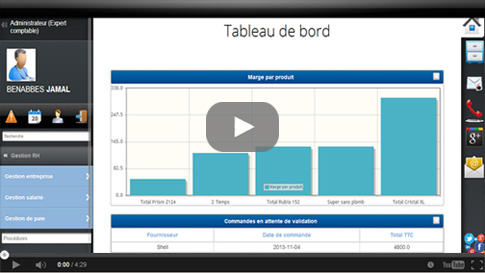 Administrateur (Expert
comptable)
BENABBES JAMAL
Recherche
Gestion RH
Gestion entreprise
Gestion salarié
Gestion de paie
Procédures
Tableau de bord
Marge par produit
330.0
247.5
165.0
82.5
0.0
Total Prism Z124
2 Temps
Total Rubia 152
Super sans plomb
Total Cristal XL
Marge par produit
Commandes en attente de validation
Fournisseur Date de commande Total TTC
Shell 2013-11-04 4800.0
0:00 / 4:29
YouTube